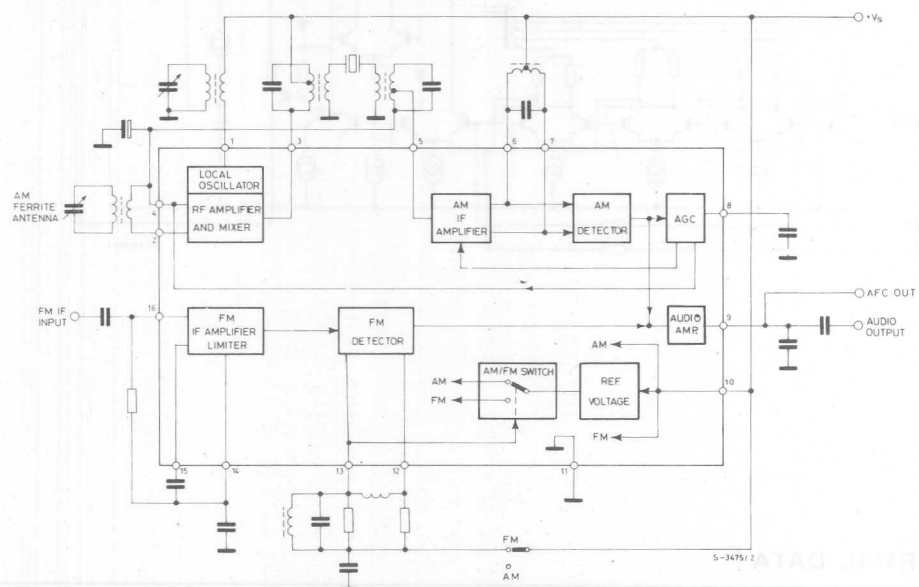 +Vs
1
3
5
6
7
LOCAL
OSCILLATOR
RF AMPLIFIER
AND MIXER
AM
FERRITE
ANTENNA
4
2
AM
IF
AMPLIFIER
AM
DETECTOR
AGC
8
FM IF
INPUT
16
FM
IF AMPLIFIER
LIMITER
FM
DETECTOR
AUDIO
AMP.
9
AFC OUT
AUDIO
OUTPUT
AM
AM/FM SWITCH
AM
FM
REF.
VOLTAGE
10
FM
15
14
13
12
11
FM
AM
S-3475/2
RNAL DATA